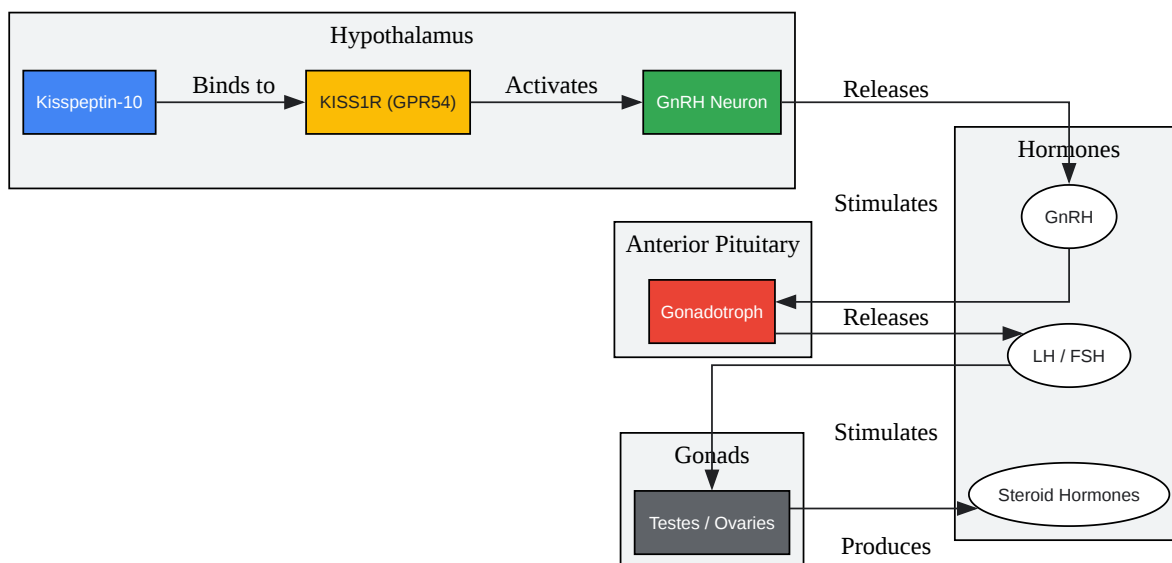 Hypothalamus
Kisspeptin-10
Binds to
KISS1R (GPR54)
Activates
GnRH Neuron
Releases
Hormones
GnRH
Stimulates
Anterior Pituitary
Gonadotroph
Releases
LH / FSH
Stimulates
Gonads
Testes / Ovaries
Produces
Steroid Hormones